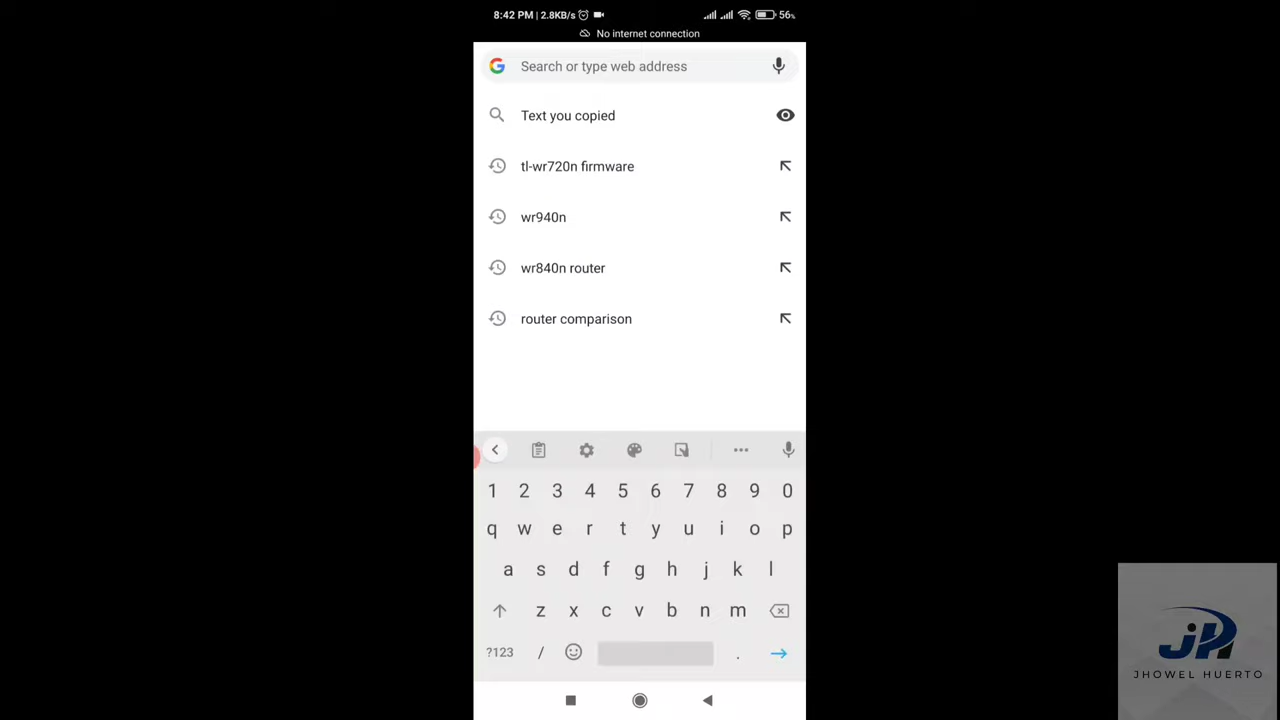 8:42 PM | 2.8KB/s 56%
No internet connection
Search or type web address
Text you copied
tl-wr720n firmware
wr940n
wr840n router
router comparison
1 2 3 4 5 6 7 8 9 0
q w e r t y u i o p
a s d f g h j k l
z x c v b n m
?123 / .
JH
JHOWEL HUERTO